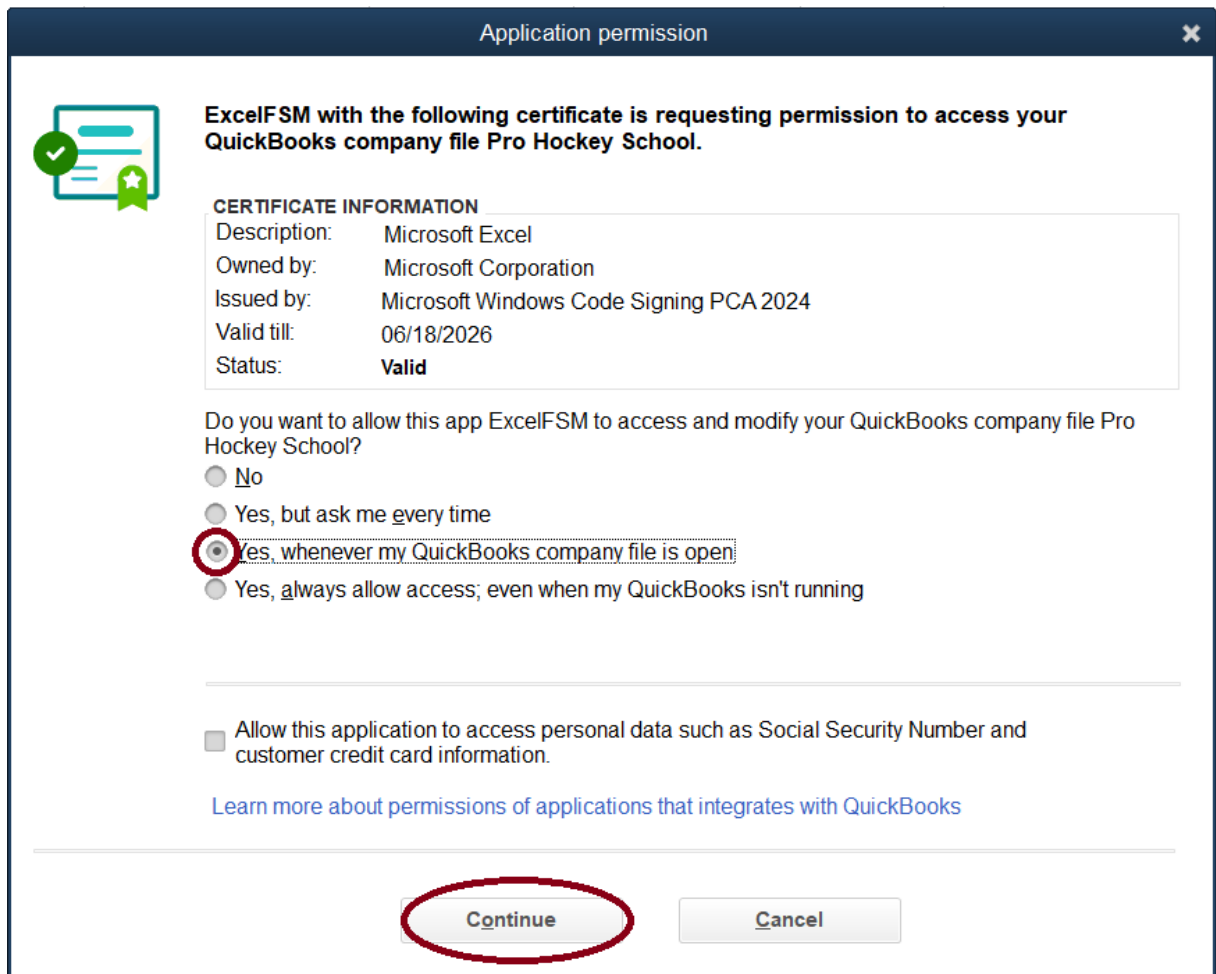 Application permission
ExcelFSM with the following certificate is requesting permission to access your
QuickBooks company file Pro Hockey School.
CERTIFICATE INFORMATION
Description: Microsoft Excel
Owned by: Microsoft Corporation
Issued by: Microsoft Windows Code Signing PCA 2024
Valid till: 06/18/2026
Status: Valid
Do you want to allow this app ExcelFSM to access and modify your QuickBooks company file Pro
Hockey School?
No
Yes, but ask me every time
Yes, whenever my QuickBooks company file is open
Yes, always allow access; even when my QuickBooks isn't running
Allow this application to access personal data such as Social Security Number and
customer credit card information.
Learn more about permissions of applications that integrates with QuickBooks
Continue Cancel